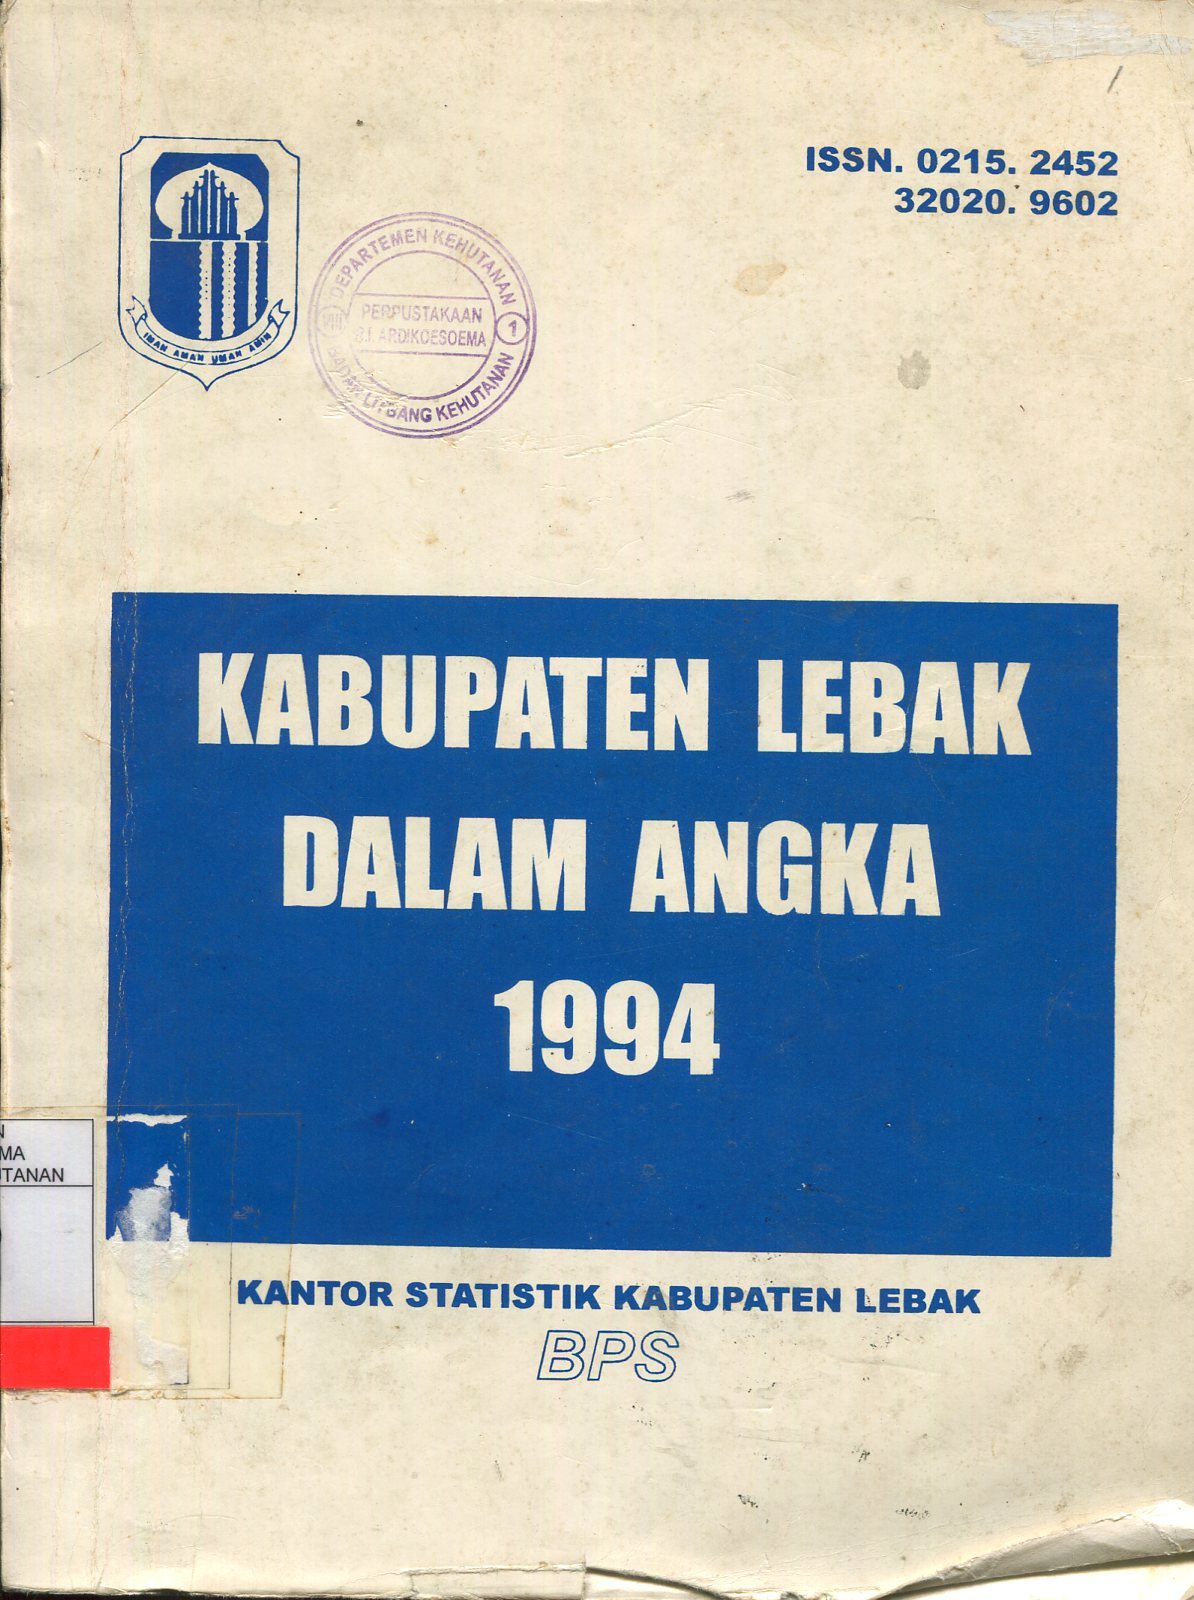 ISSN. 0215. 2452
32020. 9602
IMAN AMAN UMAN AMIN
DEPARTEMEN KEHUTANAN
PERPUSTAKAAN
R.I. ARDIKOESOEMA
1
BADAN LITBANG KEHUTANAN
KABUPATEN LEBAK
DALAM ANGKA
1994
N
MA
UTANAN
KANTOR STATISTIK KABUPATEN LEBAK
BPS